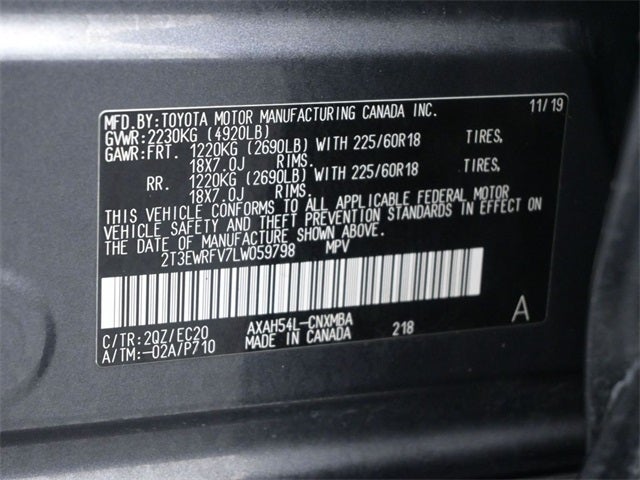 MFD.BY:TOYOTA MOTOR MANUFACTURING CANADA INC. 11/19
GVWR:2230KG (4920LB)
GAWR:FRT. 1220KG (2690LB) WITH 225/60R18 TIRES,
18X7.0J RIMS.
RR. 1220KG (2690LB) WITH 225/60R18 TIRES,
18X7.0J RIMS.
THIS VEHICLE CONFORMS TO ALL APPLICABLE FEDERAL MOTOR
VEHICLE SAFETY AND THEFT PREVENTION STANDARDS IN EFFECT ON
THE DATE OF MANUFACTURE SHOWN ABOVE.
2T3EWRFV7LW059798 MPV
C/TR:2QZ/EC20 AXAH54L-CNXMBA 218 A
A/TM:-02A/P710 MADE IN CANADA